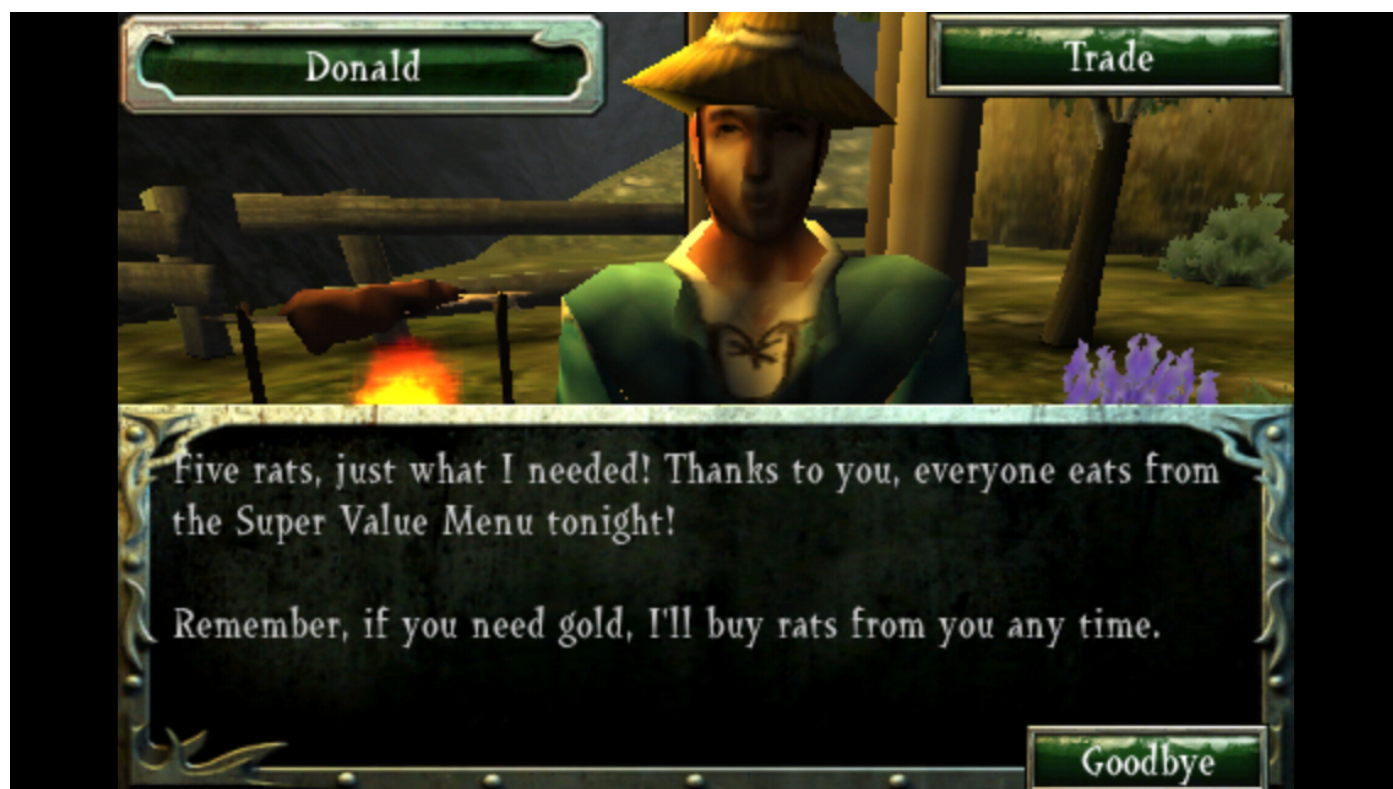 Donald
Trade
Five rats, just what I needed! Thanks to you, everyone eats from
the Super Value Menu tonight!
Remember, if you need gold, I'll buy rats from you any time.
Goodbye